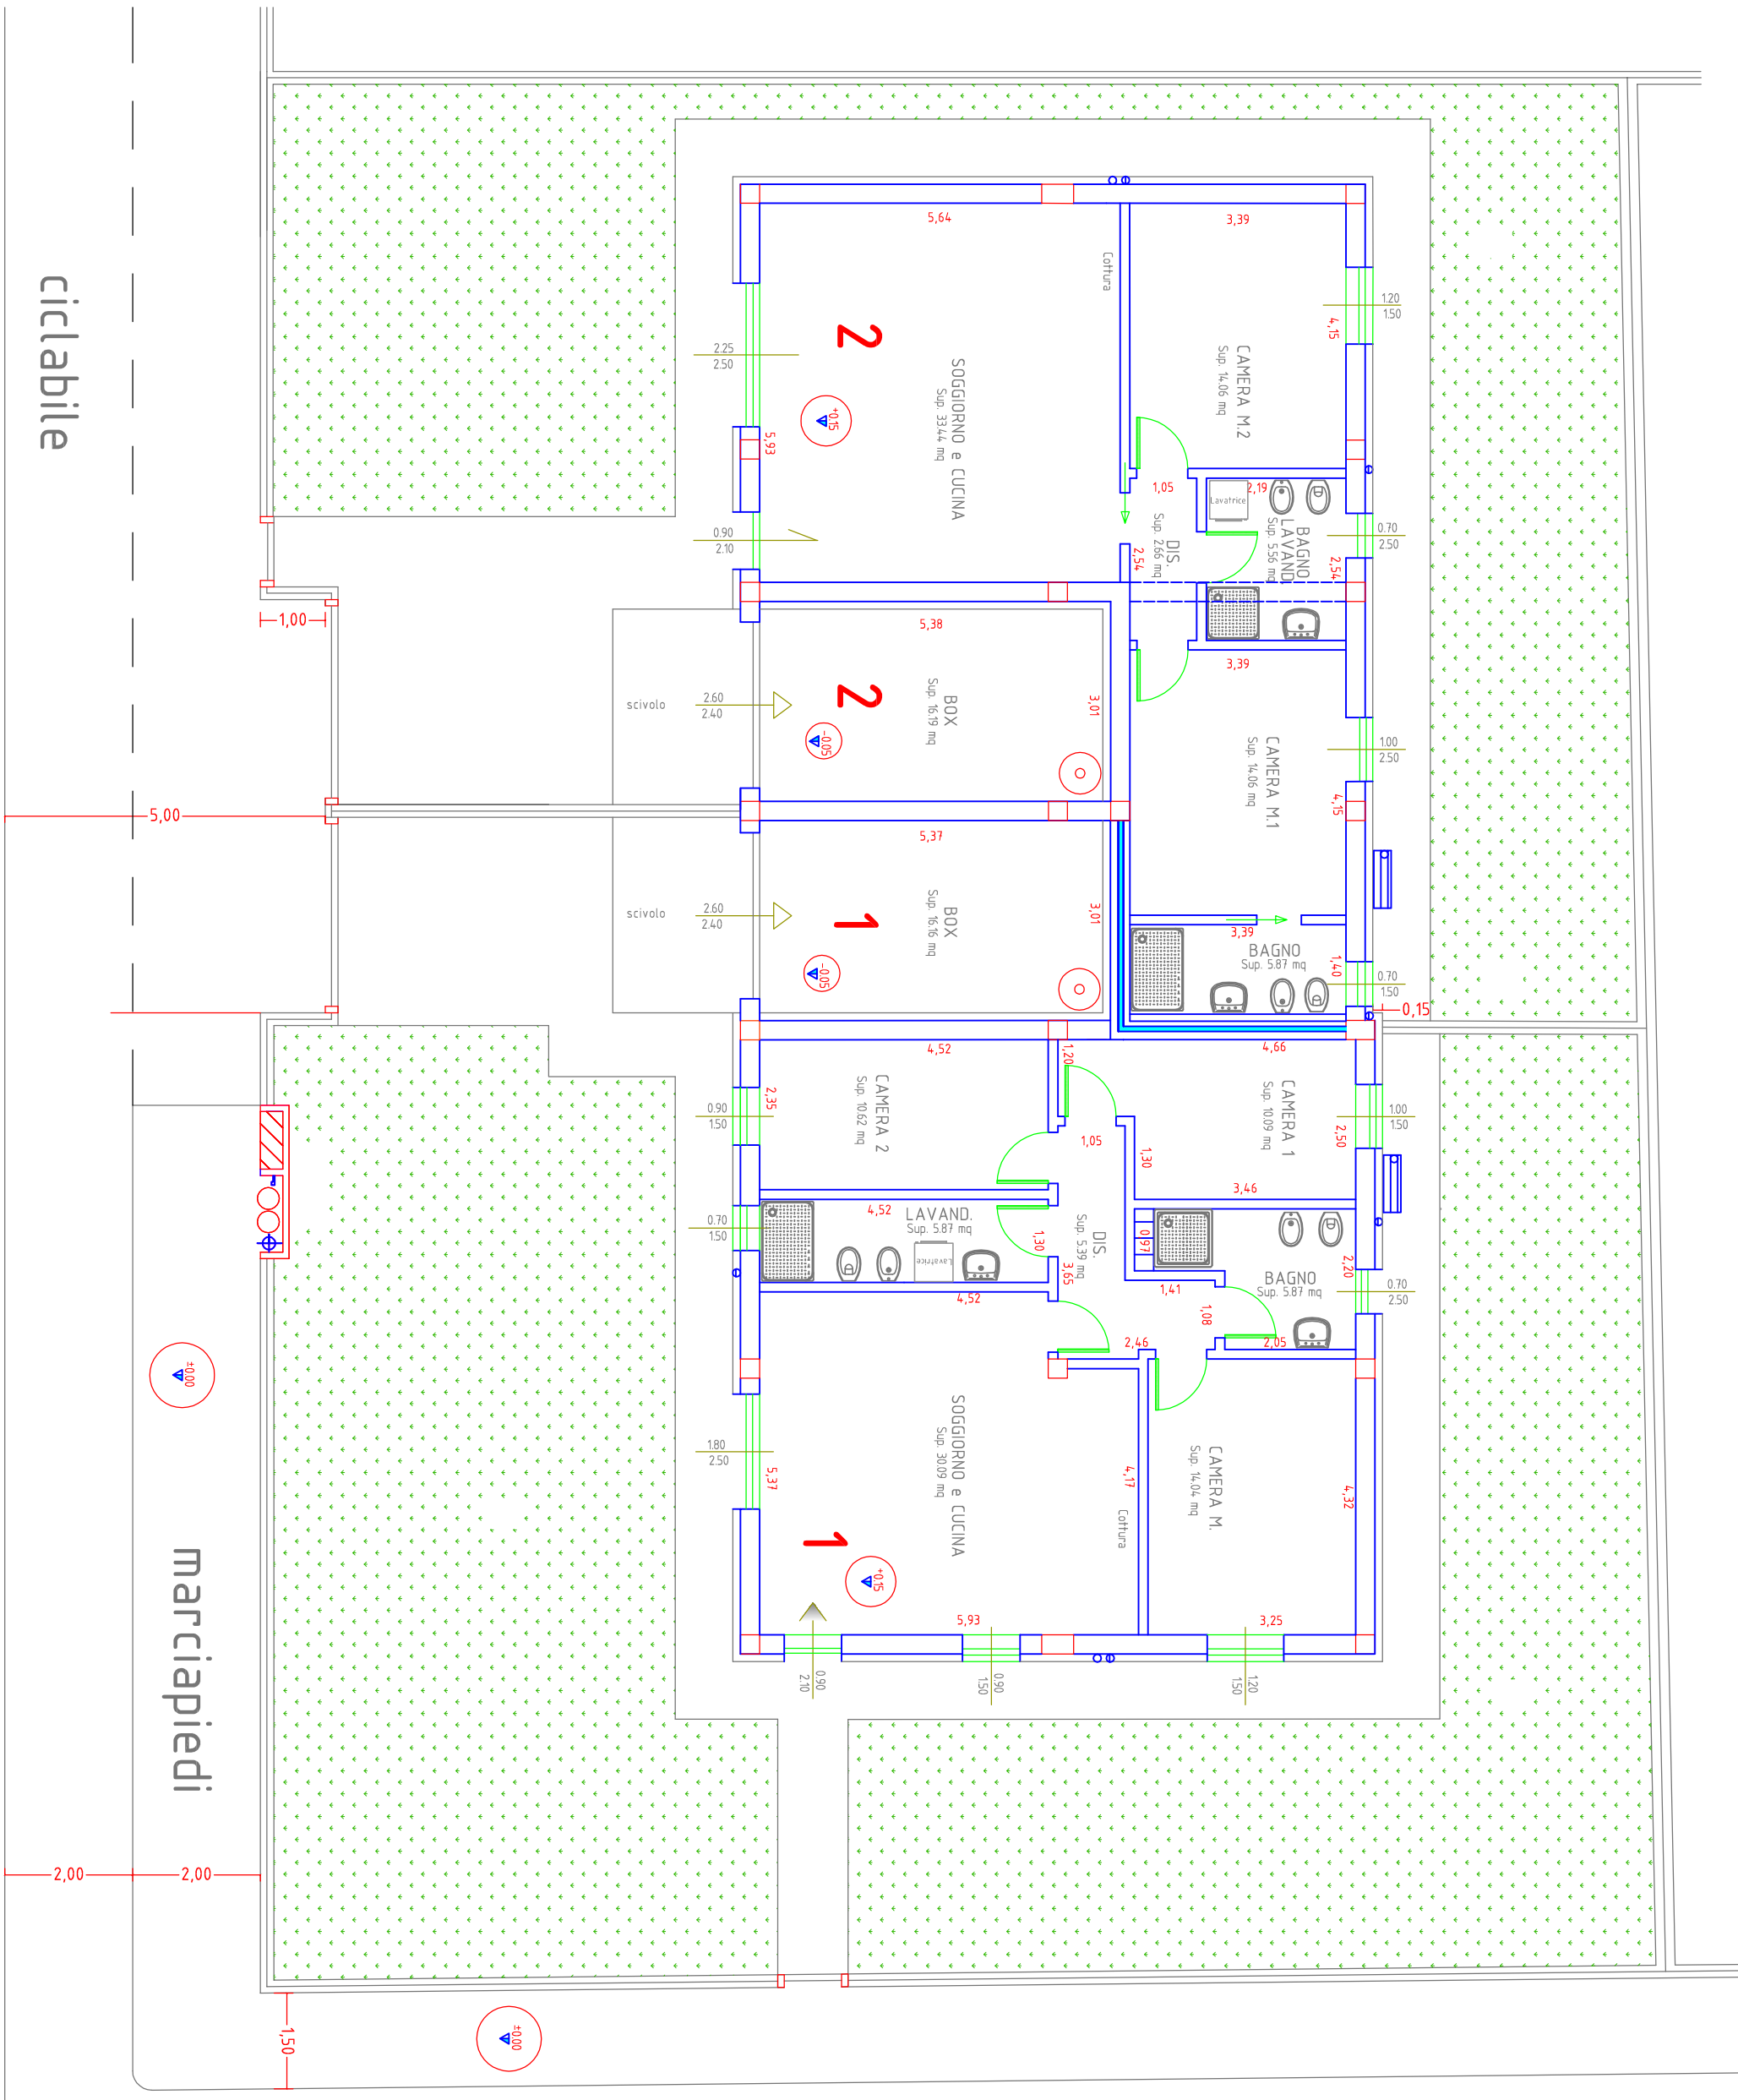 ciclabile
marciapiedi
5,64
3,39
Cottura
2
SOGGIORNO e CUCINA
Sup. 33.44 mq
+0.15
5,93
2.25
2.50
0.90
2.10
CAMERA M.2
Sup. 14.06 mq
4,15
1.20
1.50
1,05
2,19
Lavatrice
BAGNO
LAVAND.
Sup. 5.56 mq
2,54
0.70
2.50
DIS.
Sup. 2.66 mq
2,54
1,00
5,38
3,39
2
BOX
Sup. 16.19 mq
3,01
-0.05
scivolo
2.60
2.40
CAMERA M.1
Sup. 14.06 mq
4,15
1.00
2.50
5,00
5,37
1
BOX
Sup. 16.16 mq
3,01
-0.05
scivolo
2.60
2.40
3,39
BAGNO
Sup. 5.87 mq
1,40
0.70
1.50
0,15
4,52
1,20
4,66
CAMERA 2
Sup. 10.62 mq
2,35
0.90
1.50
1,05
1,30
CAMERA 1
Sup. 10.09 mq
2,50
1.00
1.50
3,46
4,52
LAVAND.
Sup. 5.87 mq
Lavatrice
1,30
0.70
1.50
DIS.
Sup. 5.39 mq
3,65
0,97
BAGNO
Sup. 5.87 mq
2,20
0.70
2.50
1,41
1,08
4,52
2,46
2,05
±0.00
SOGGIORNO e CUCINA
Sup. 30.09 mq
1.80
2.50
5,37
4,17
Cottura
CAMERA M.
Sup. 14.04 mq
4,32
1
+0.15
5,93
3,25
0.90
2.10
0.90
1.50
1.20
1.50
2,00
2,00
1,50
±0.00